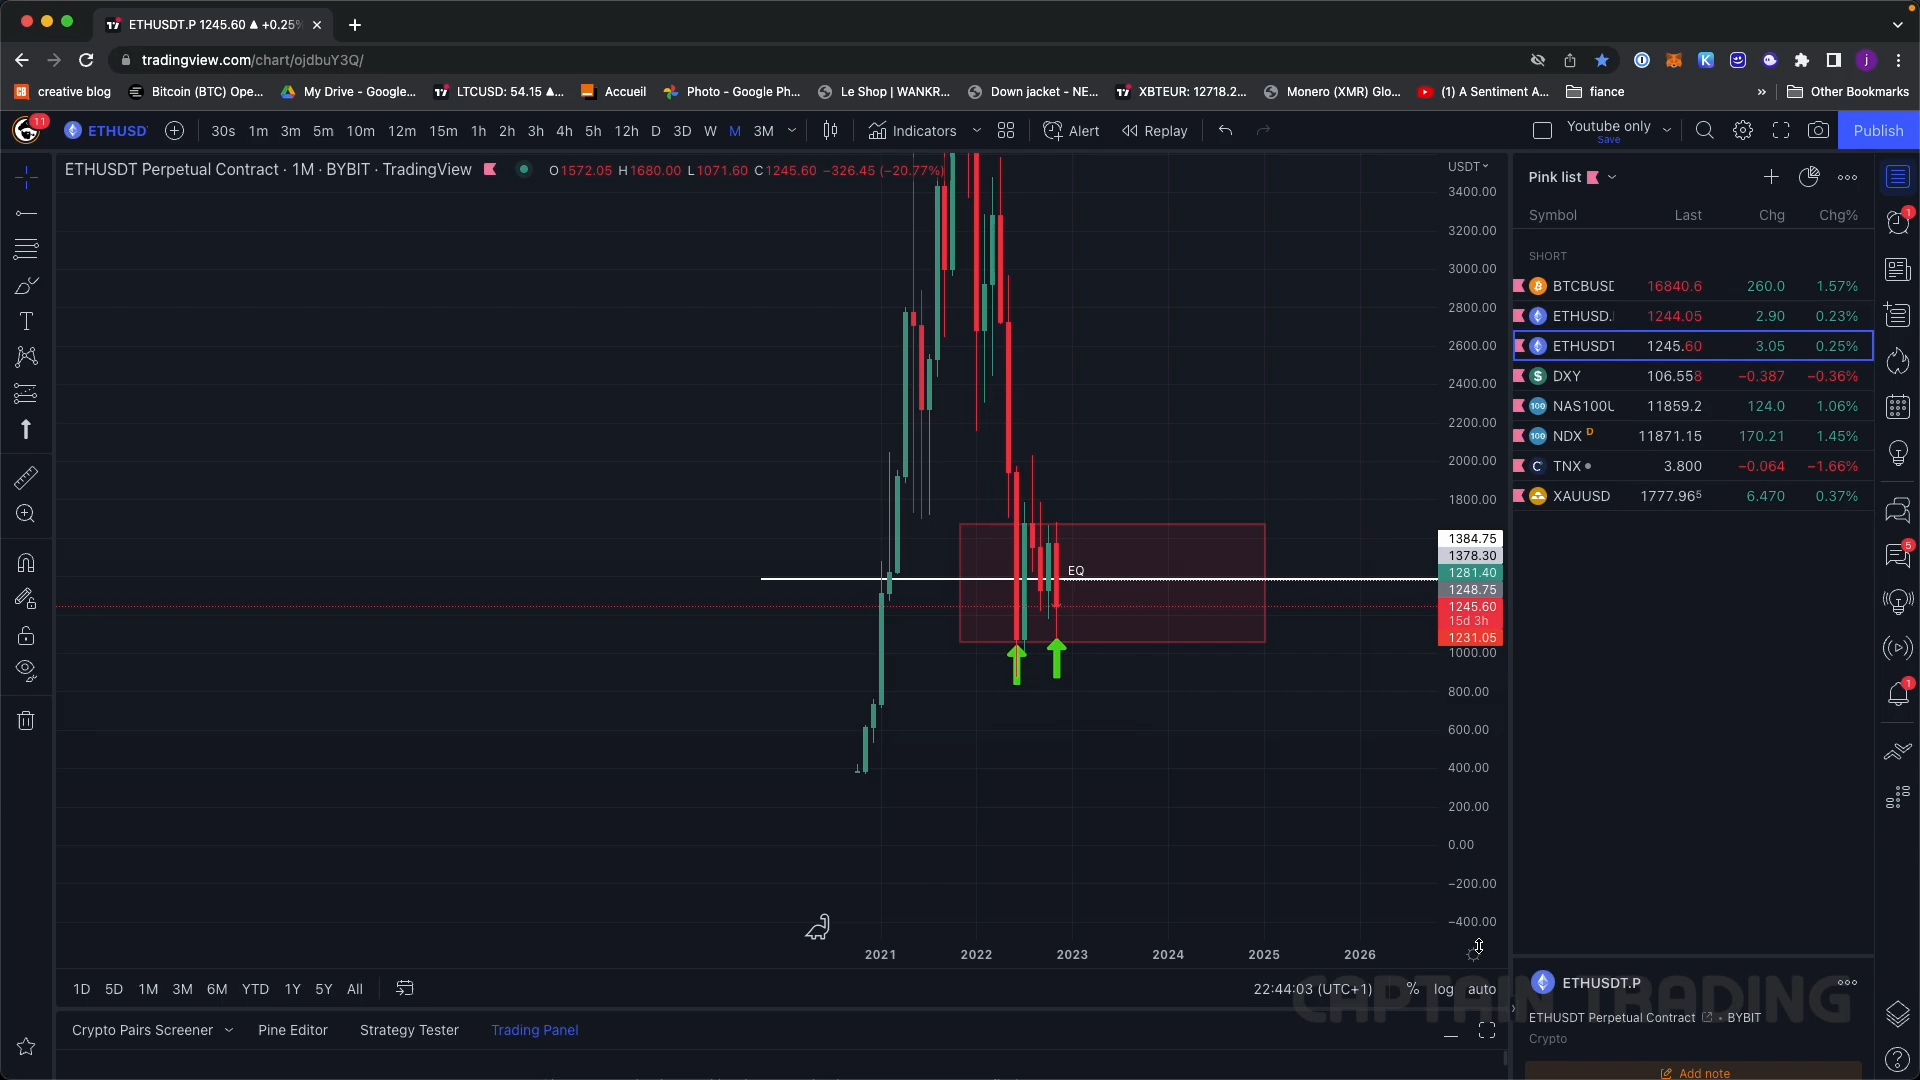 ETHUSDT.P 1245.60 ▲ +0.25%
tradingview.com/chart/ojdbuY3Q/
creative blog
Bitcoin (BTC) Ope...
My Drive - Google...
LTCUSD: 54.15 ▲...
Accueil
Photo - Google Ph...
Le Shop | WANKR...
Down jacket - NE...
XBTEUR: 12718.2...
Monero (XMR) Glo...
(1) A Sentiment A...
fiance
»
Other Bookmarks
11
ETHUSD
30s 1m 3m 5m 10m 12m 15m 1h 2h 3h 4h 5h 12h D 3D W M 3M
Indicators
Alert
Replay
Youtube only
Save
Publish
ETHUSDT Perpetual Contract · 1M · BYBIT · TradingView
O1572.05 H1680.00 L1071.60 C1245.60 −326.45 (−20.77%)
USDT
3400.00
3200.00
3000.00
2800.00
2600.00
2400.00
2200.00
2000.00
1800.00
1384.75
1378.30
1281.40
1248.75
1245.60
15d 3h
1231.05
1000.00
800.00
600.00
400.00
200.00
0.00
−200.00
−400.00
EQ
2021 2022 2023 2024 2025 2026
1D 5D 1M 3M 6M YTD 1Y 5Y All
22:44:03 (UTC+1)
% log auto
Crypto Pairs Screener
Pine Editor
Strategy Tester
Trading Panel
Pink list
Symbol Last Chg Chg%
SHORT
BTCBUSD 16840.6 260.0 1.57%
ETHUSD. 1244.05 2.90 0.23%
ETHUSDT 1245.60 3.05 0.25%
DXY 106.558 −0.387 −0.36%
NAS100U 11859.2 124.0 1.06%
NDX D 11871.15 170.21 1.45%
TNX 3.800 −0.064 −1.66%
XAUUSD 1777.965 6.470 0.37%
1
5
1
CAPTAIN TRADING
ETHUSDT.P
ETHUSDT Perpetual Contract • BYBIT
Crypto
Add note